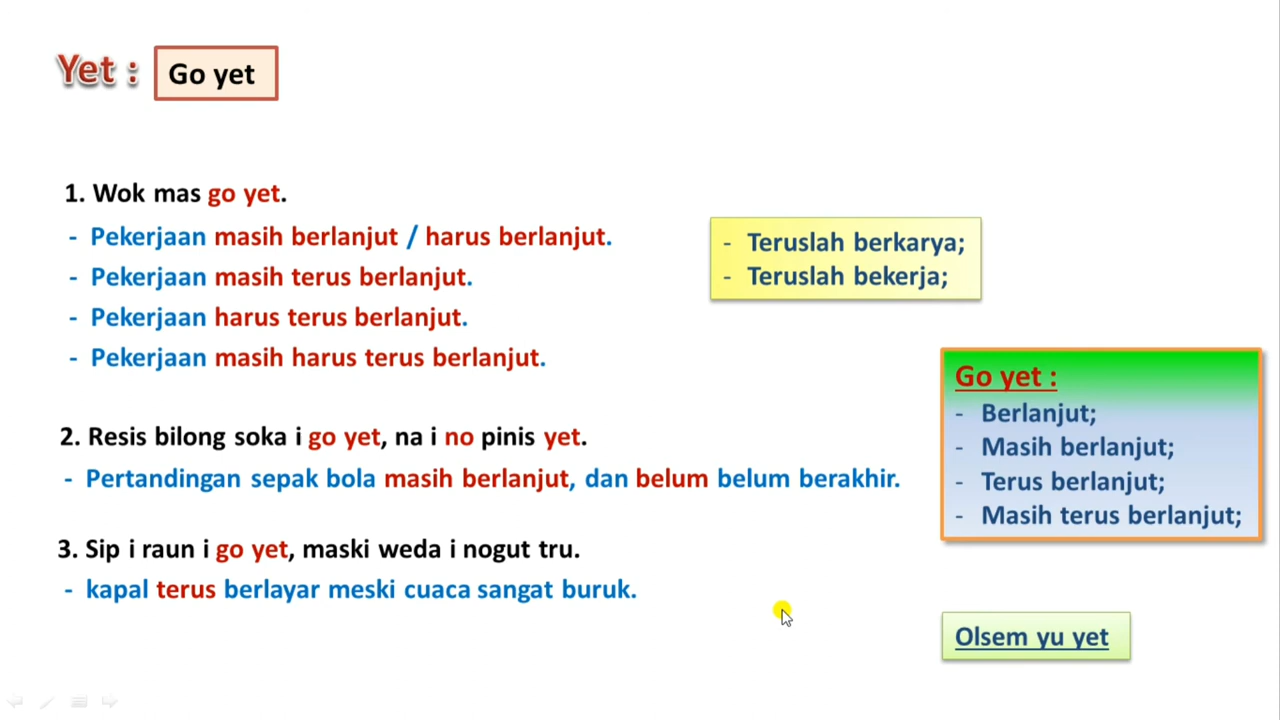 Yet : Go yet
1. Wok mas go yet.
- Pekerjaan masih berlanjut / harus berlanjut.
- Pekerjaan masih terus berlanjut.
- Pekerjaan harus terus berlanjut.
- Pekerjaan masih harus terus berlanjut.
- Teruslah berkarya;
- Teruslah bekerja;
2. Resis bilong soka i go yet, na i no pinis yet.
- Pertandingan sepak bola masih berlanjut, dan belum belum berakhir.
3. Sip i raun i go yet, maski weda i nogut tru.
- kapal terus berlayar meski cuaca sangat buruk.
Go yet :
- Berlanjut;
- Masih berlanjut;
- Terus berlanjut;
- Masih terus berlanjut;
Olsem yu yet